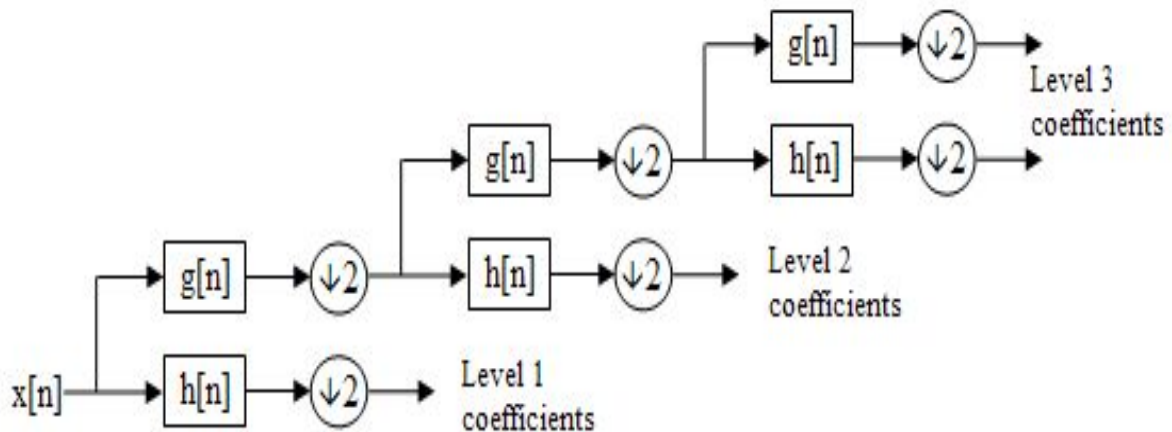 g[n]
↓2
Level 3
coefficients
g[n]
↓2
h[n]
↓2
g[n]
↓2
h[n]
↓2
Level 2
coefficients
x[n]
h[n]
↓2
Level 1
coefficients